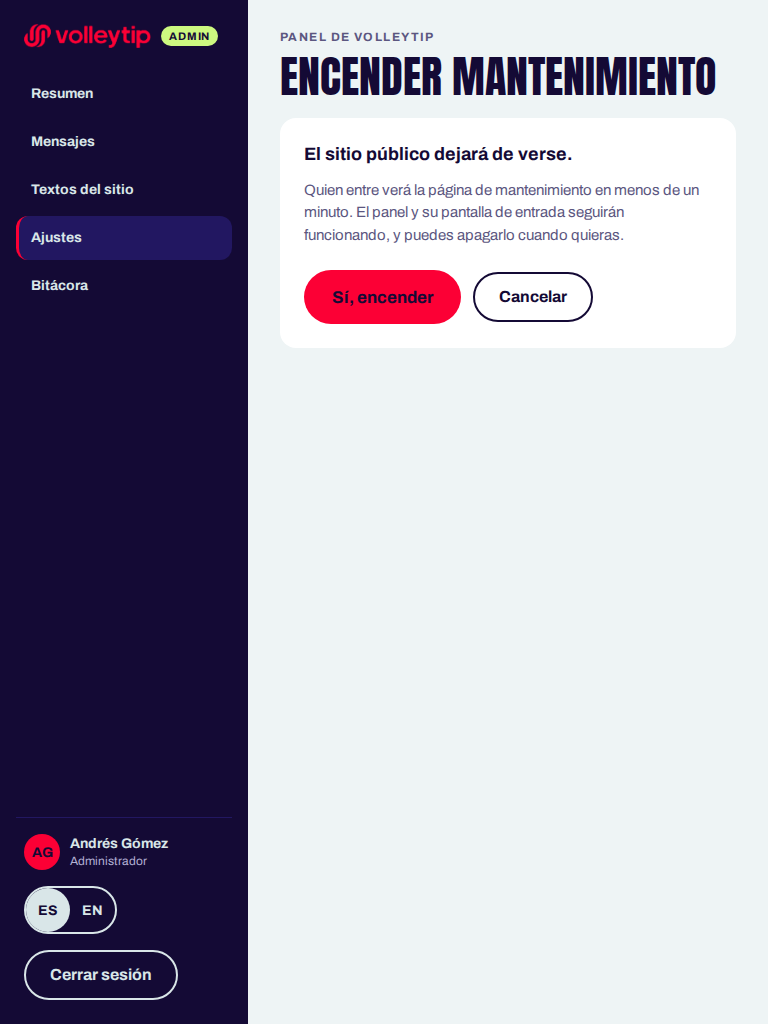 volleytip
ADMIN
Resumen
Mensajes
Textos del sitio
Ajustes
Bitácora
Andrés Gómez
AG
Administrador
ES
EN
Cerrar sesión
PANEL DE VOLLEYTIP
ENCENDER MANTENIMIENTO
El sitio público dejará de verse.
Quien entre verá la página de mantenimiento en menos de un
minuto. El panel y su pantalla de entrada seguirán
funcionando, y puedes apagarlo cuando quieras.
Sí, encender
Cancelar